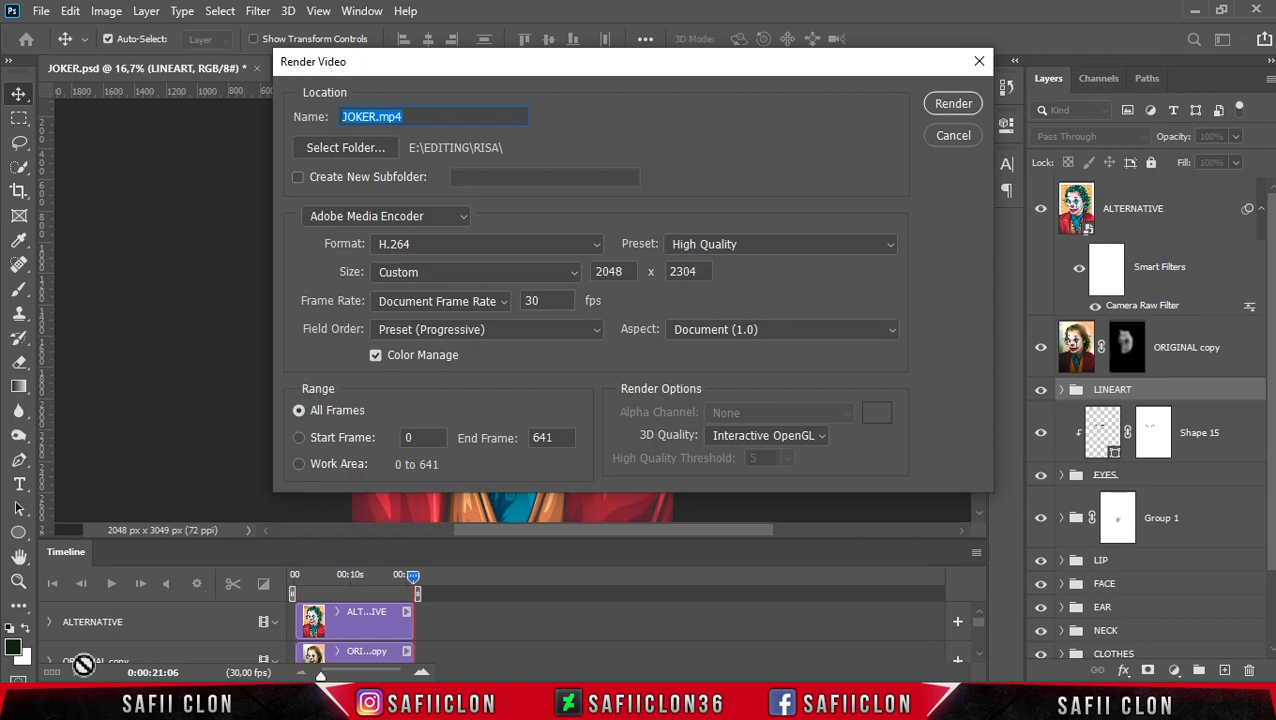 Ps File Edit Image Layer Type Select Filter 3D View Window Help
Auto-Select: Layer Show Transform Controls 3D Mode:
JOKER.psd @ 16,7% (LINEART, RGB/8#) *
Render Video
Location
Name: JOKER.mp4
Render
Select Folder... E:\EDITING\RISA\
Cancel
Create New Subfolder:
Adobe Media Encoder
Format: H.264 Preset: High Quality
Size: Custom 2048 x 2304
Frame Rate: Document Frame Rate 30 fps
Field Order: Preset (Progressive) Aspect: Document (1.0)
Color Manage
Range
All Frames
Start Frame: 0 End Frame: 641
Work Area: 0 to 641
Render Options
Alpha Channel: None
3D Quality: Interactive OpenGL
High Quality Threshold: 5
Layers Channels Paths
Kind
Pass Through Opacity: 100%
Lock: Fill: 100%
ALTERNATIVE
Smart Filters
Camera Raw Filter
ORIGINAL copy
LINEART
Shape 15
EYES
Group 1
LIP
FACE
EAR
NECK
CLOTHES
2048 px x 3049 px (72 ppi)
Timeline
00 00:10s 00:
ALTERNATIVE ALT...IVE
ORI...opy
0:00:21:06 (30,00 fps)
SAFII CLON SAFIICLON SAFIICLON36 SAFIICLON SAFII CLON